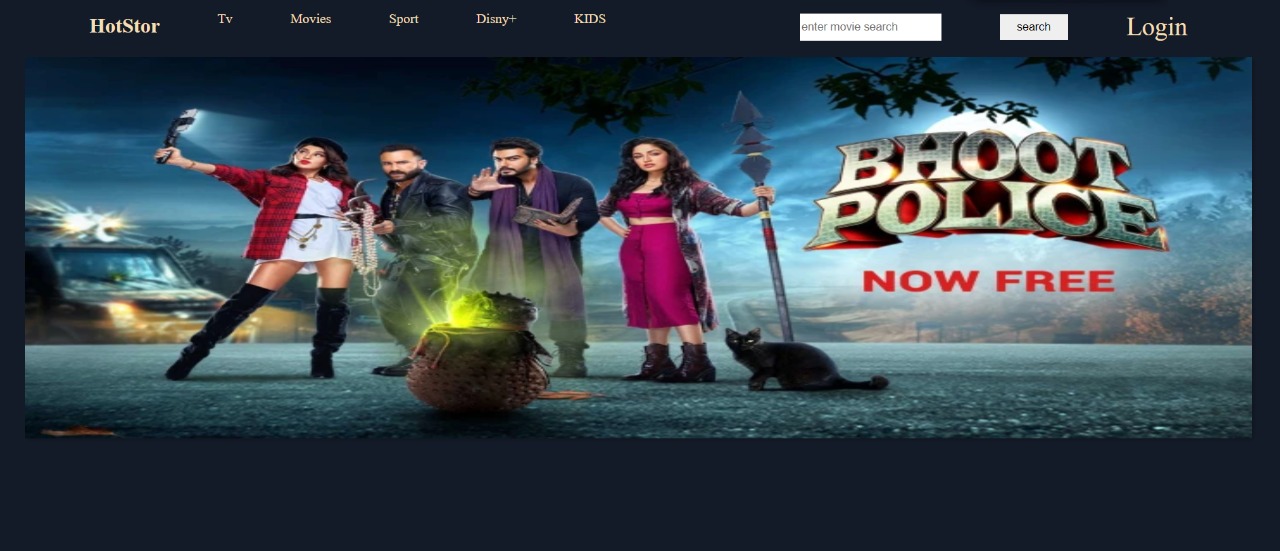 HotStor
Tv Movies Sport Disny+ KIDS
enter movie search
search
Login
BHOOT
POLICE
NOW FREE